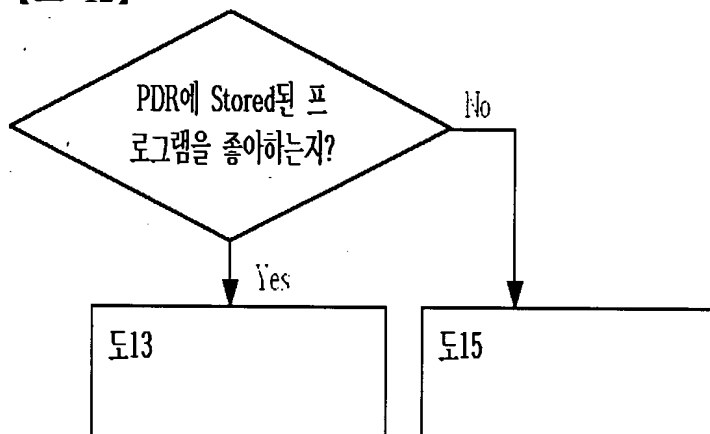 PDR에 Stored된 프
로그램을 좋아하는지?
No
Yes
도13
도15